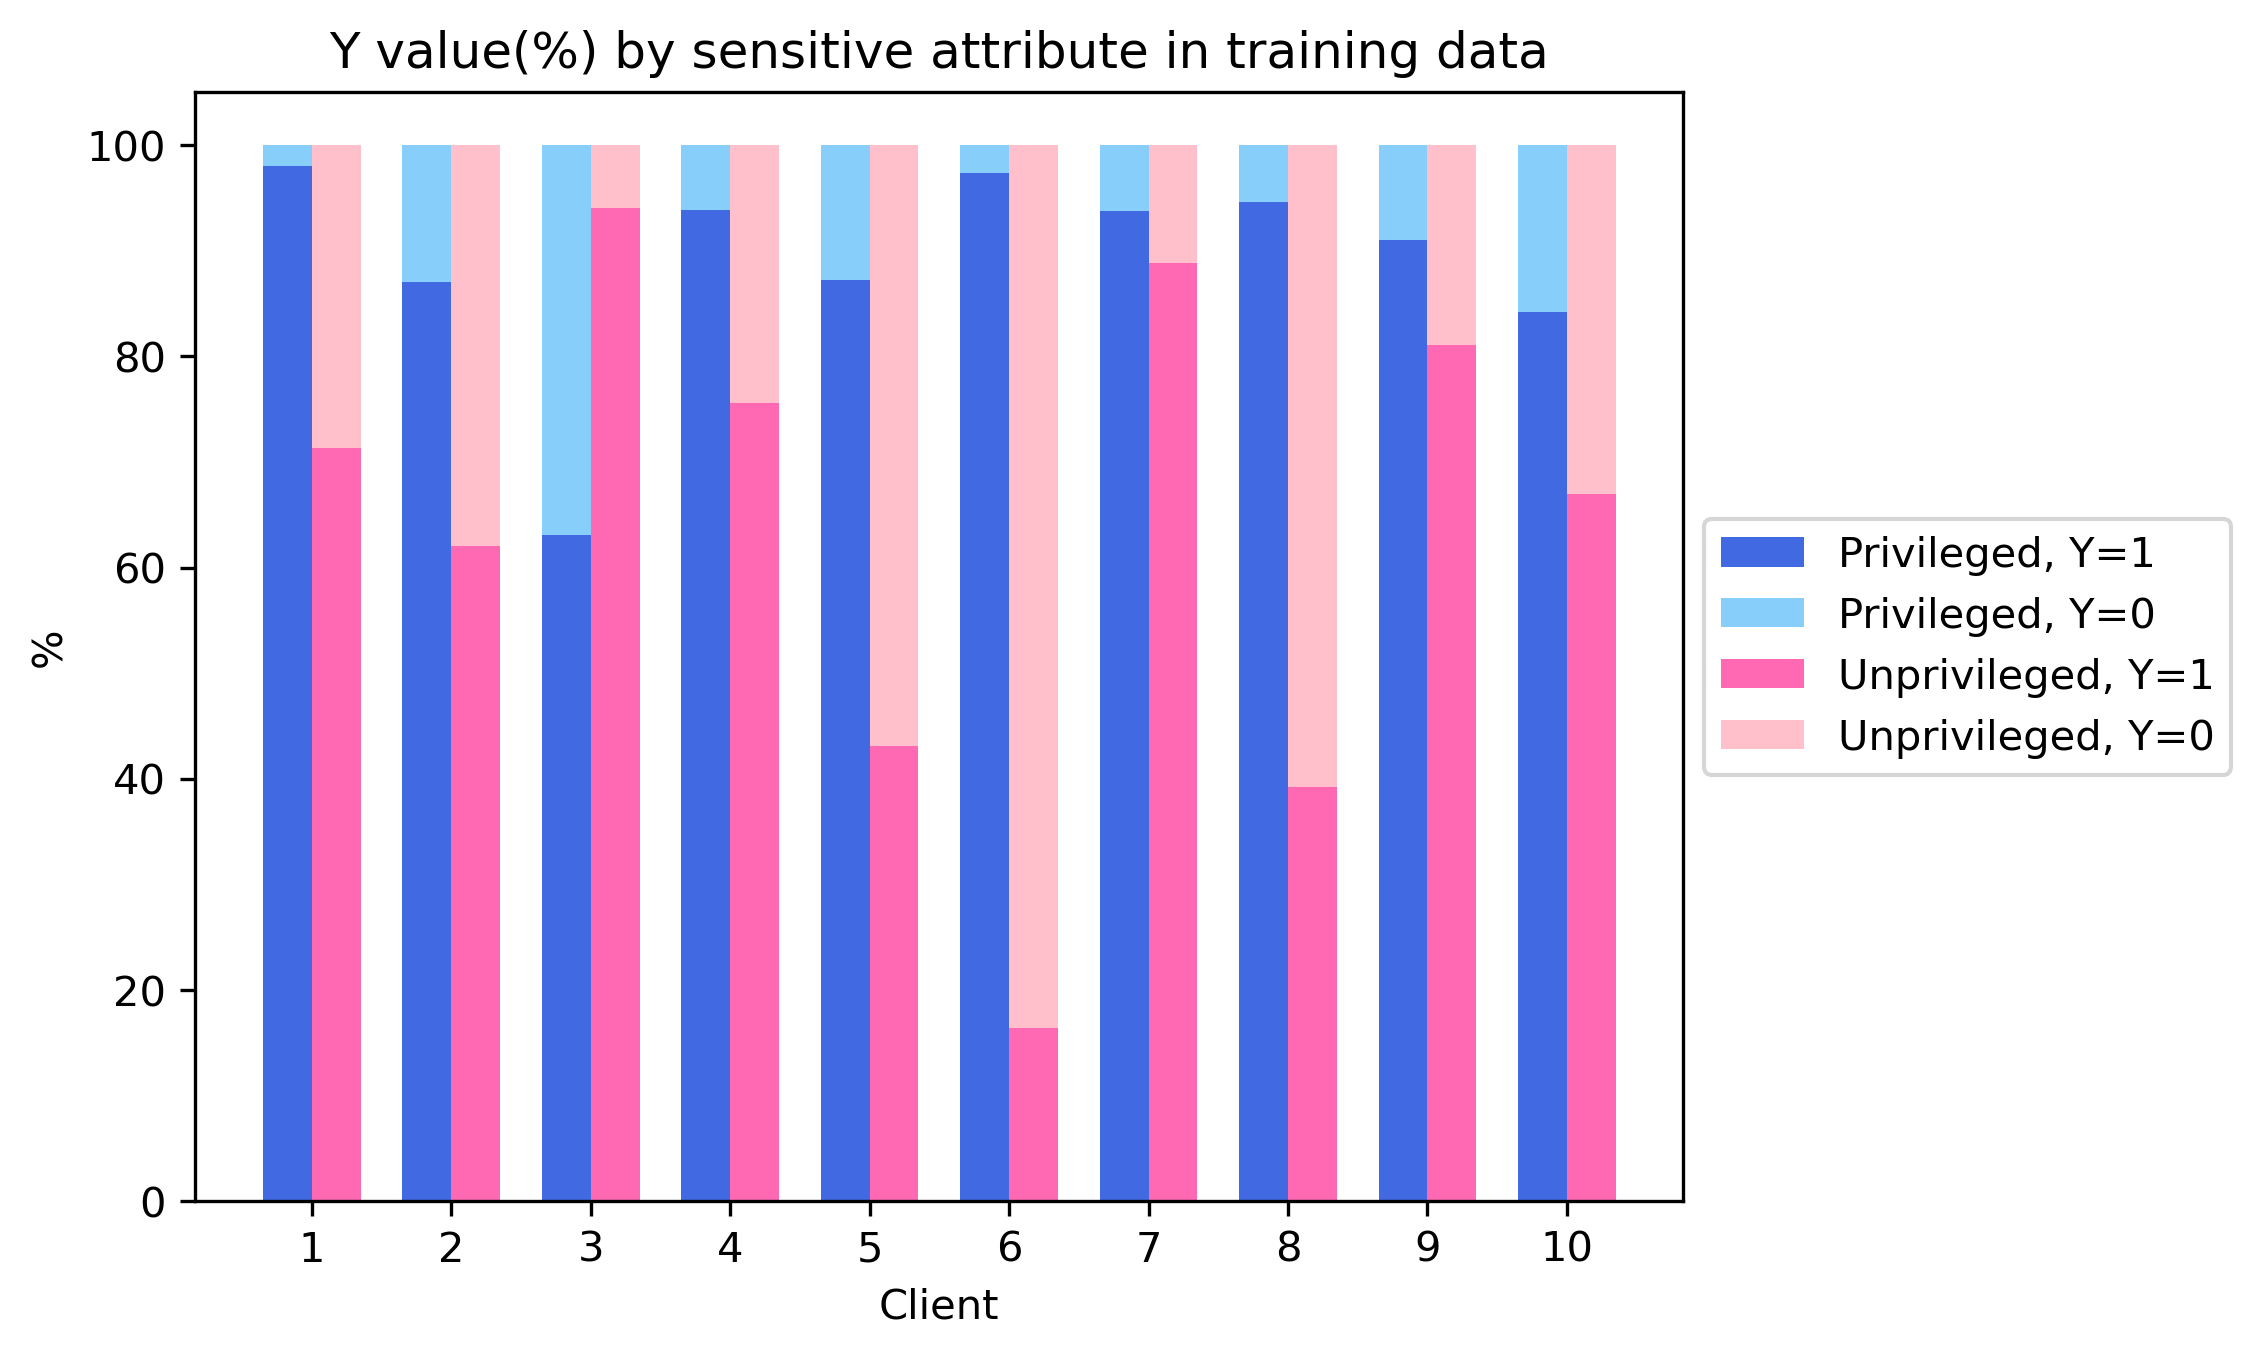 Y value(%) by sensitive attribute in training data
100
80
60
40
20
0
%
1 2 3 4 5 6 7 8 9 10
Client
Privileged, Y=1
Privileged, Y=0
Unprivileged, Y=1
Unprivileged, Y=0